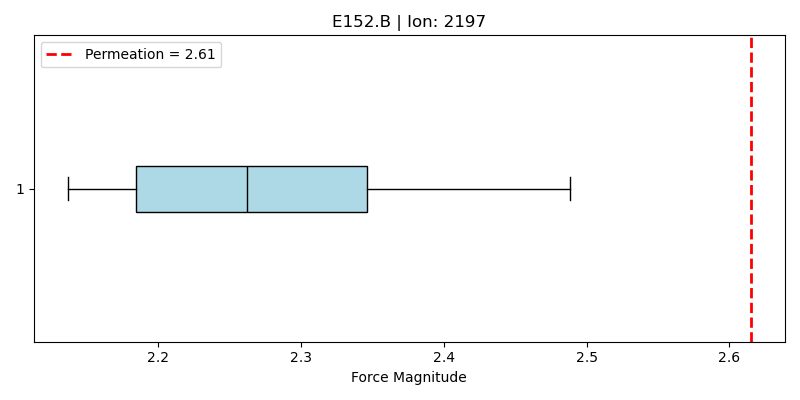 E152.B | Ion: 2197
Permeation = 2.61
1
2.2 2.3 2.4 2.5 2.6
Force Magnitude